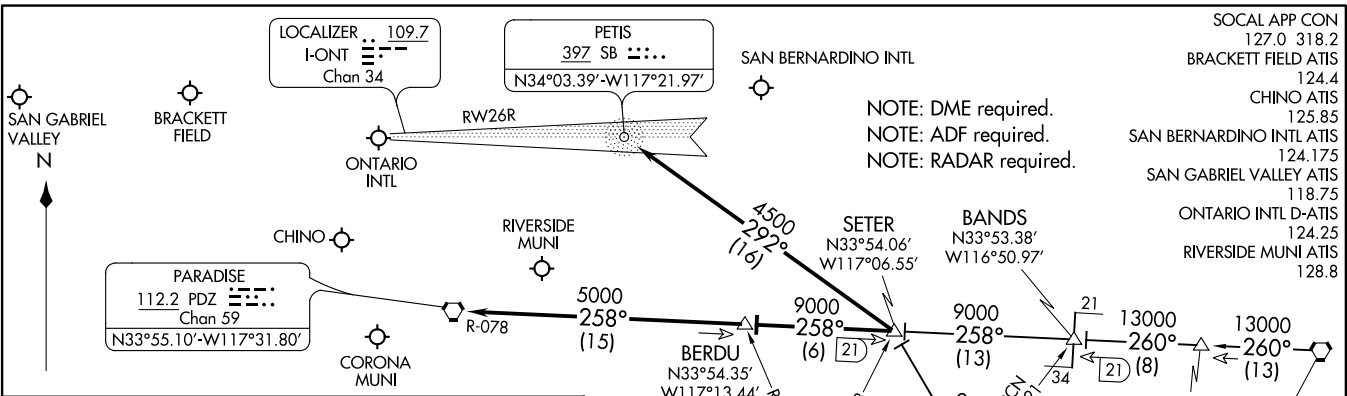 LOCALIZER 109.7
I-ONT
Chan 34
PETIS
397 SB
N34°03.39'-W117°21.97'
SAN BERNARDINO INTL
SOCAL APP CON
127.0 318.2
BRACKETT FIELD ATIS
124.4
CHINO ATIS
125.85
SAN BERNARDINO INTL ATIS
124.175
SAN GABRIEL VALLEY ATIS
118.75
ONTARIO INTL D-ATIS
124.25
RIVERSIDE MUNI ATIS
128.8
NOTE: DME required.
NOTE: ADF required.
NOTE: RADAR required.
SAN GABRIEL
VALLEY
N
BRACKETT
FIELD
RW26R
ONTARIO
INTL
CHINO
RIVERSIDE
MUNI
4500
292°
(16)
SETER
N33°54.06'
W117°06.55'
BANDS
N33°53.38'
W116°50.97'
PARADISE
112.2 PDZ
Chan 59
N33°55.10'-W117°31.80'
R-078
CORONA
MUNI
5000
258°
(15)
9000
258°
(6)
21
9000
258°
(13)
21
34
21
13000
260°
(8)
13000
260°
(13)
BERDU
N33°54.35'
W117°13.44'